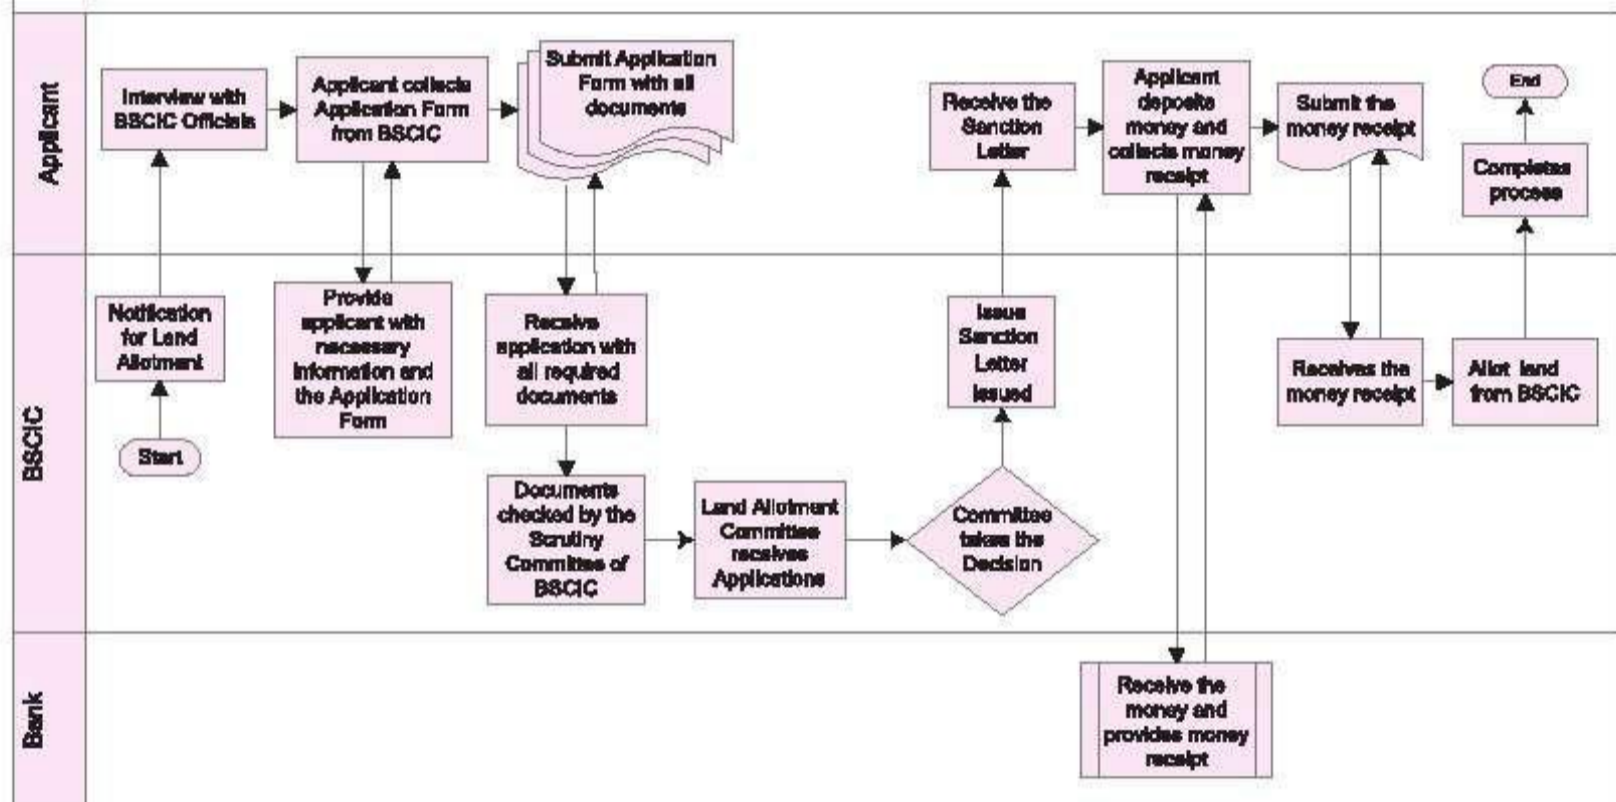 Applicant
Interview with
BSCIC Officials
Applicant collects
Application Form
from BSCIC
Submit Application
Form with all
documents
Receive the
Sanction
Letter
Applicant
deposits
money and
collects money
receipt
Submit the
money receipt
End
Completes
process
BSCIC
Notification
for Land
Allotment
Start
Provide
applicant with
necessary
information and
the Application
Form
Receive
application with
all required
documents
Documents
checked by the
Scrutiny
Committee of
BSCIC
Land Allotment
Committee
receives
Applications
Committee
takes the
Decision
Issue
Sanction
Letter
issued
Receives the
money receipt
Allot land
from BSCIC
Bank
Receive the
money and
provides money
receipt